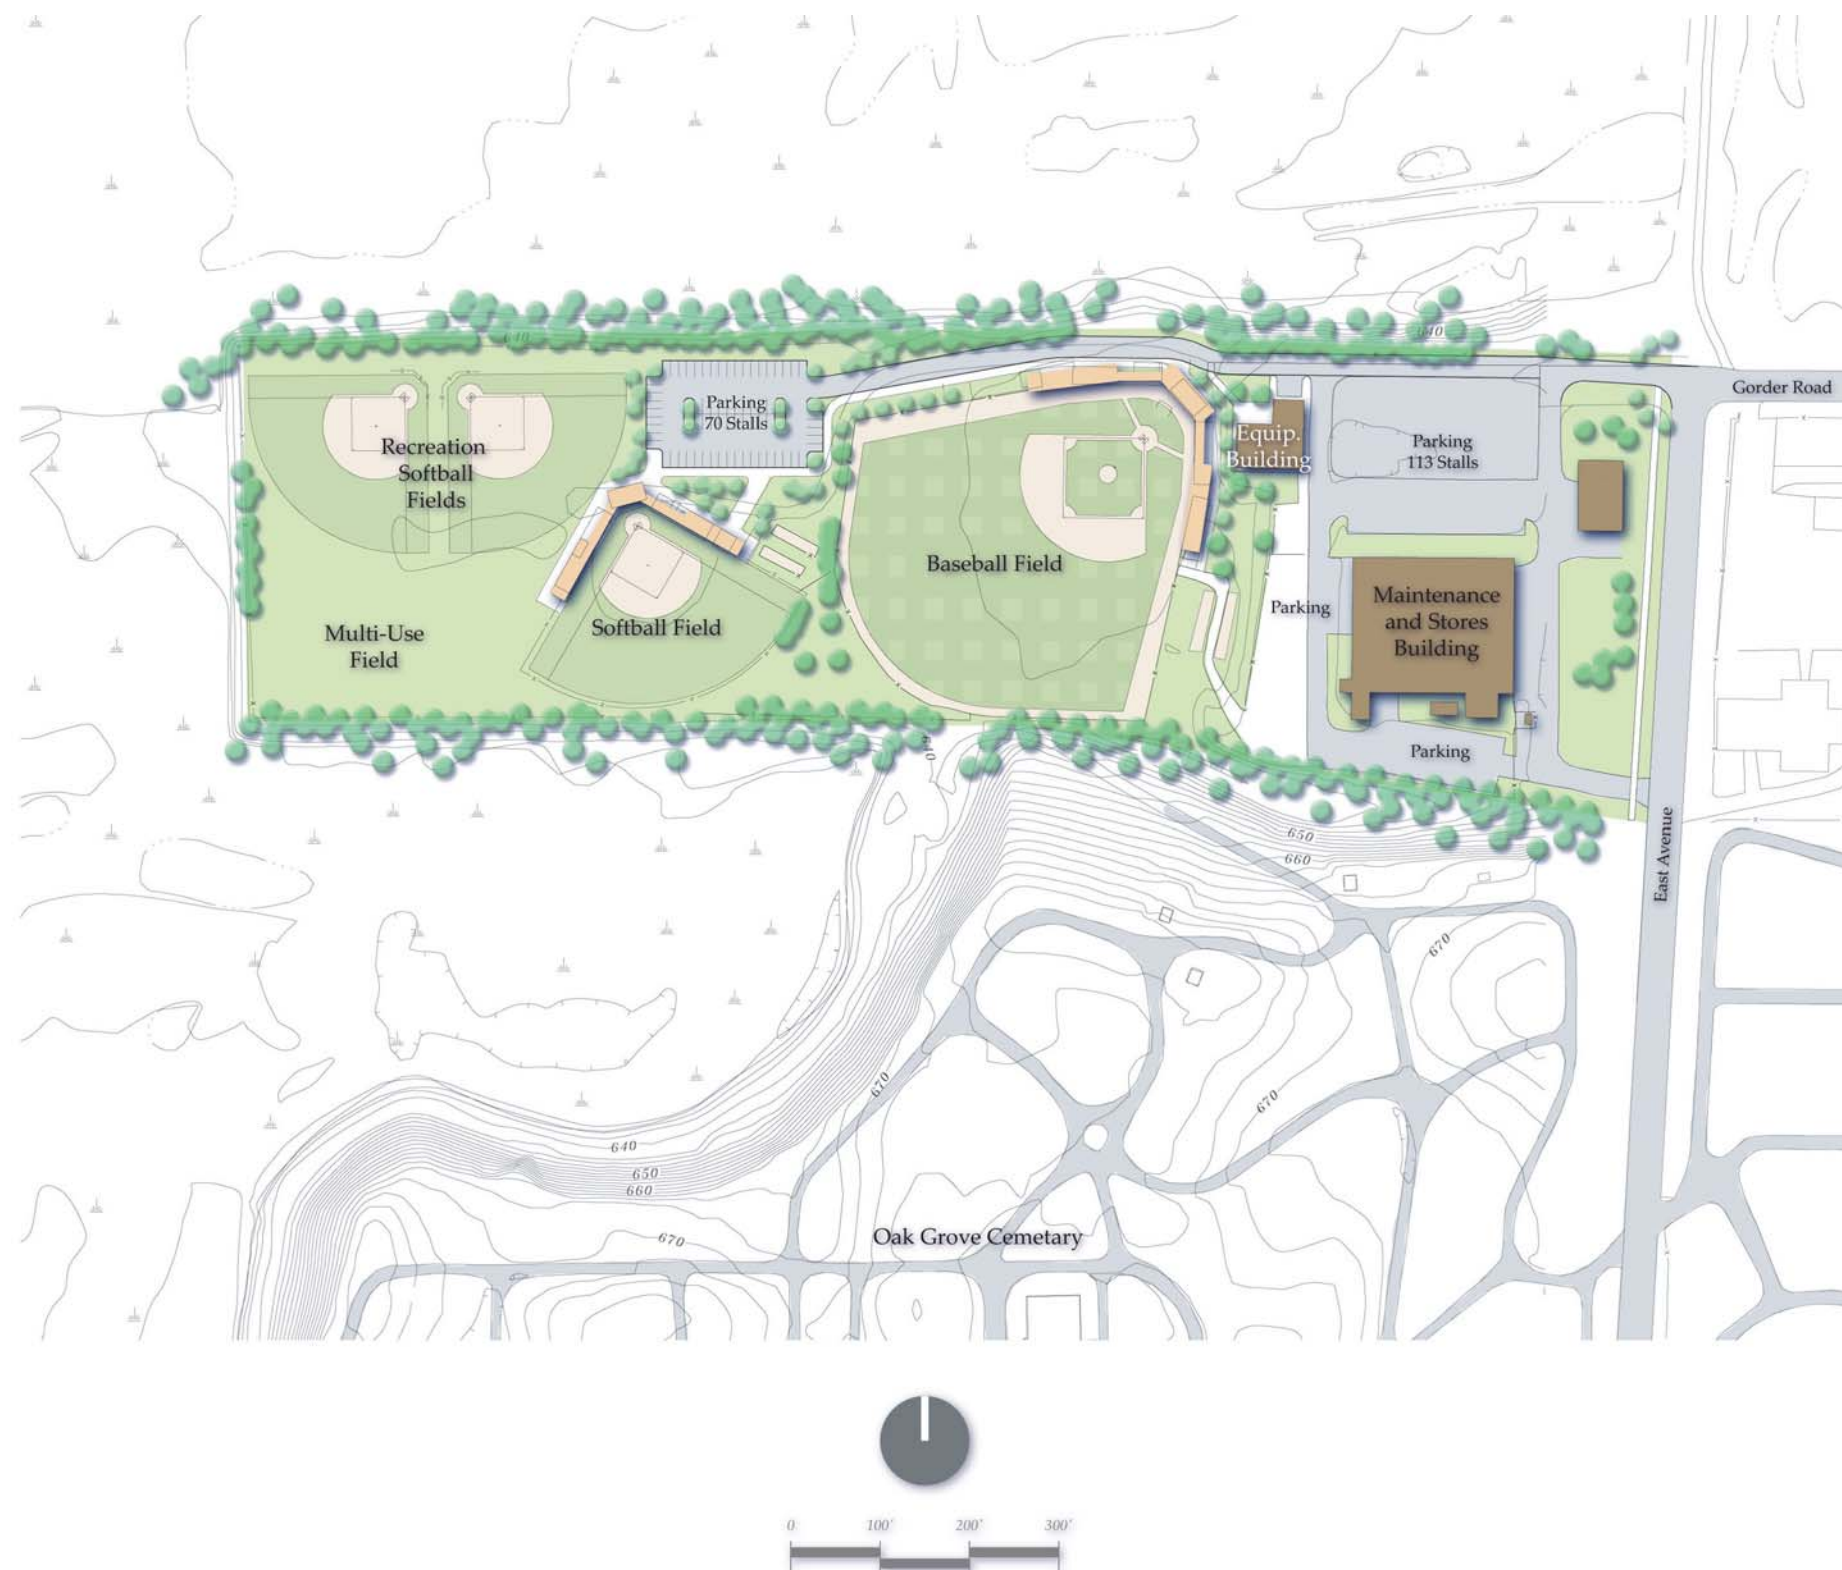 640
640
Gorder Road
Parking
70 Stalls
Recreation
Softball
Fields
Equip.
Building
Parking
113 Stalls
Baseball Field
Multi-Use
Field
Softball Field
Parking
Maintenance
and Stores
Building
Parking
640
650
660
East Avenue
670
670
670
640
650
660
670
Oak Grove Cemetary
0 100' 200' 300'